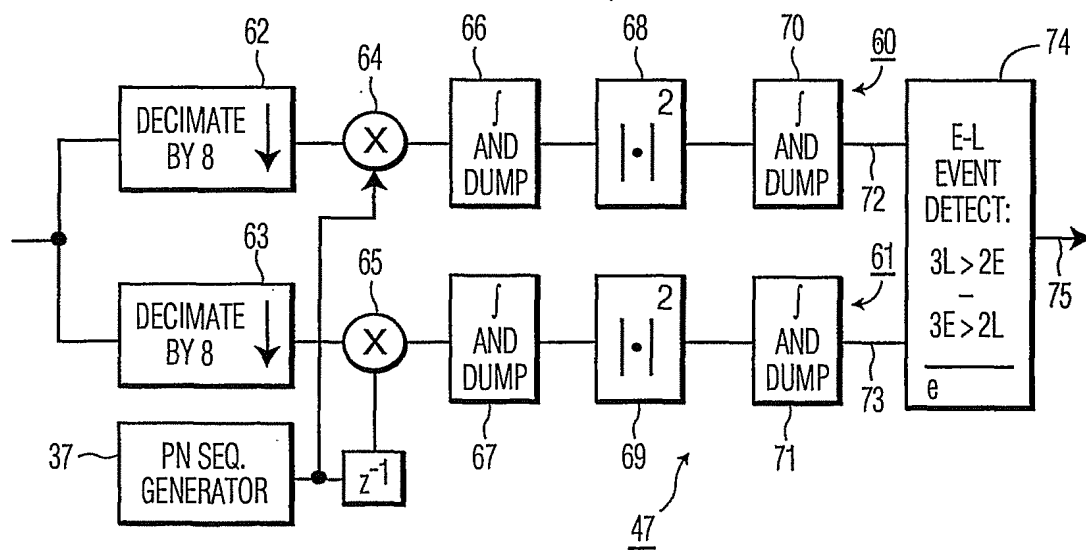 62
64
66
68
70
60
74
DECIMATE
BY 8
X
∫
AND
DUMP
|•|²
∫
AND
DUMP
72
E-L
EVENT
DETECT:
3L > 2E
–
3E > 2L
e
75
63
65
61
DECIMATE
BY 8
X
∫
AND
DUMP
|•|²
∫
AND
DUMP
73
67
69
71
37
PN SEQ.
GENERATOR
z⁻¹
47